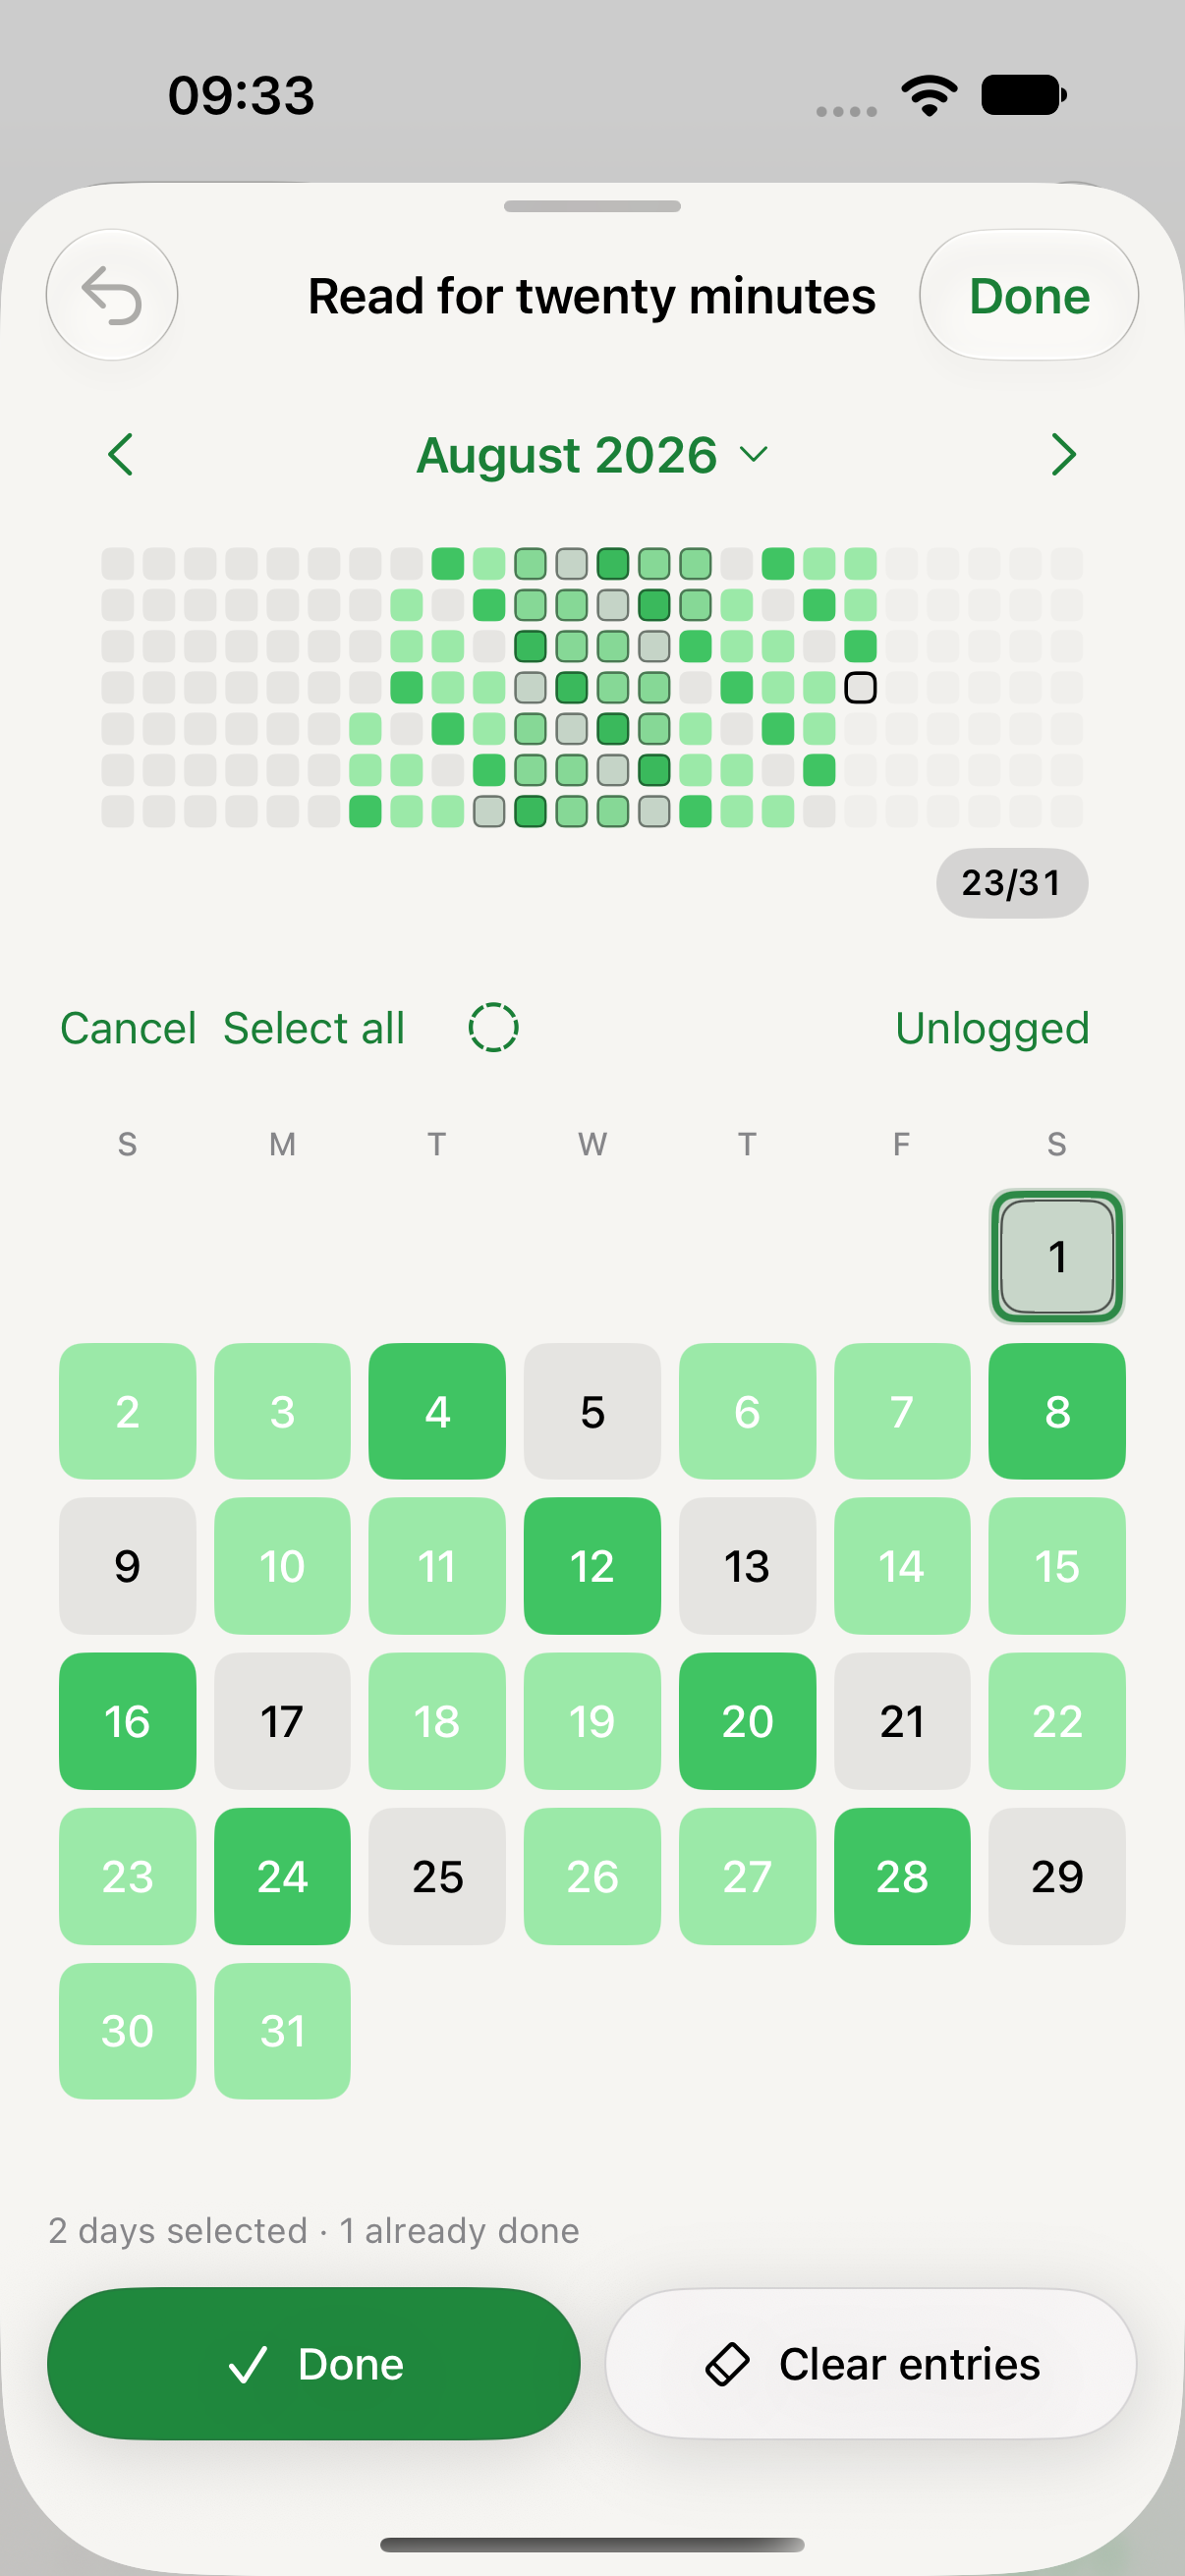 09:33
Read for twenty minutes
Done
August 2026
23/31
Cancel Select all Unlogged
S M T W T F S
1
2 3 4 5 6 7 8
9 10 11 12 13 14 15
16 17 18 19 20 21 22
23 24 25 26 27 28 29
30 31
2 days selected · 1 already done
Done Clear entries